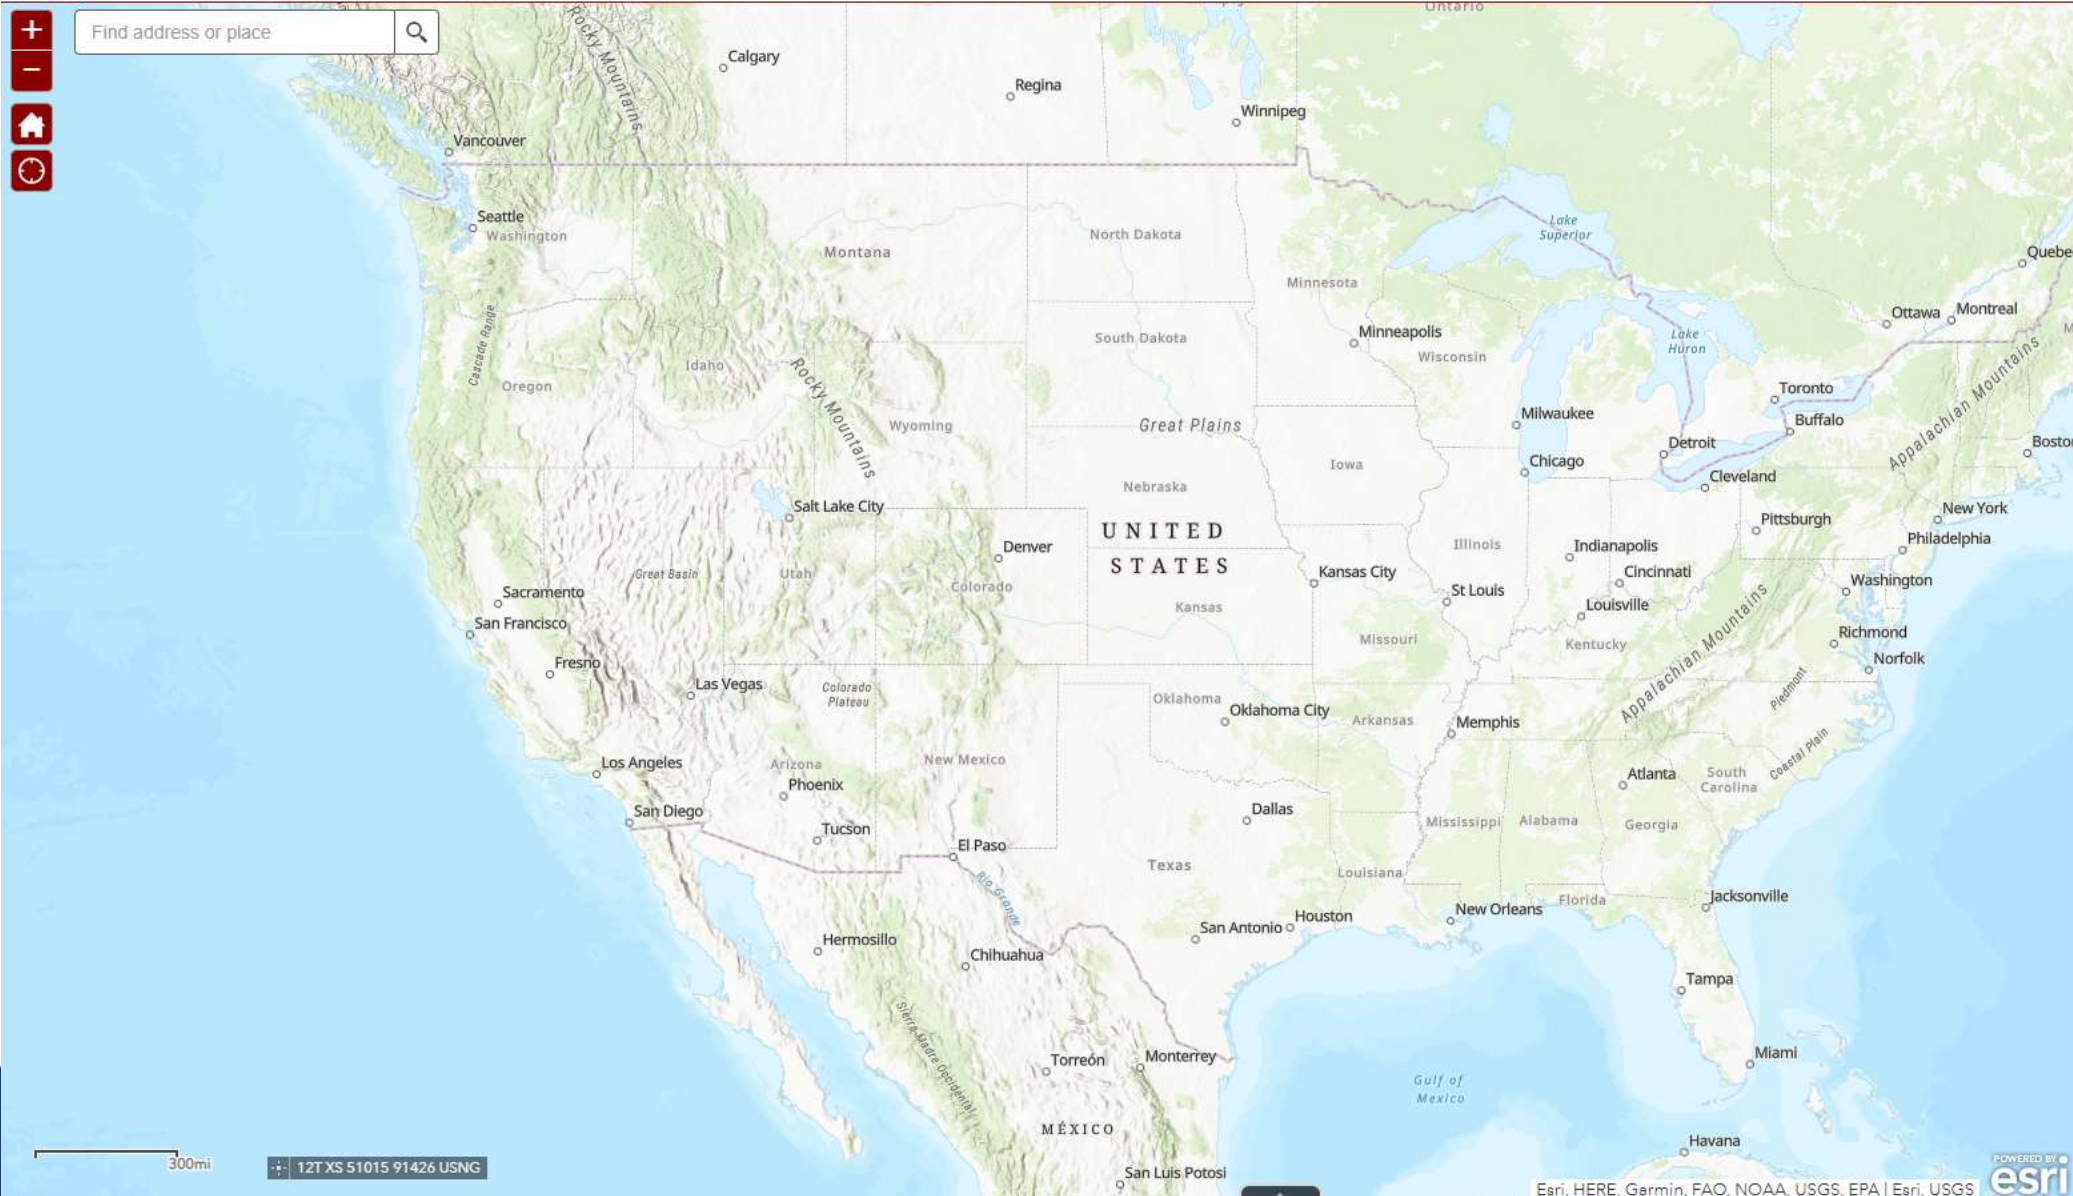 Ontario
+
Find address or place
Rocky Mountains
Calgary
−
Regina
Winnipeg
Vancouver
Seattle
Washington
Lake
Superior
North Dakota
Montana
Quebe
Minnesota
Ottawa
Montreal
Cascade Range
Minneapolis
Lake
Huron
South Dakota
Wisconsin
Idaho
Oregon
Rocky Mountains
Toronto
Appalachian Mountains
Milwaukee
Buffalo
Great Plains
Wyoming
Detroit
Bosto
Chicago
Iowa
Cleveland
Nebraska
Salt Lake City
New York
Pittsburgh
UNITED
STATES
Philadelphia
Denver
Illinois
Indianapolis
Great Basin
Utah
Colorado
Kansas City
Cincinnati
Washington
Sacramento
St Louis
Kansas
Louisville
San Francisco
Missouri
Kentucky
Richmond
Appalachian Mountains
Fresno
Norfolk
Las Vegas
Colorado
Plateau
Piedmont
Oklahoma
Oklahoma City
Arkansas
Memphis
Los Angeles
Arizona
New Mexico
Coastal Plain
Phoenix
Atlanta
South
Carolina
San Diego
Dallas
Tucson
Mississippi
Alabama
Georgia
El Paso
Texas
Louisiana
Rio Grande
Jacksonville
Florida
New Orleans
Houston
San Antonio
Hermosillo
Chihuahua
Tampa
Sierra Madre Occidental
Torreón
Monterrey
Miami
Gulf of
Mexico
MÉXICO
Havana
300mi
12T XS 51015 91426 USNG
San Luis Potosi
POWERED BY
esri
Esri, HERE, Garmin, FAO, NOAA, USGS, EPA | Esri, USGS